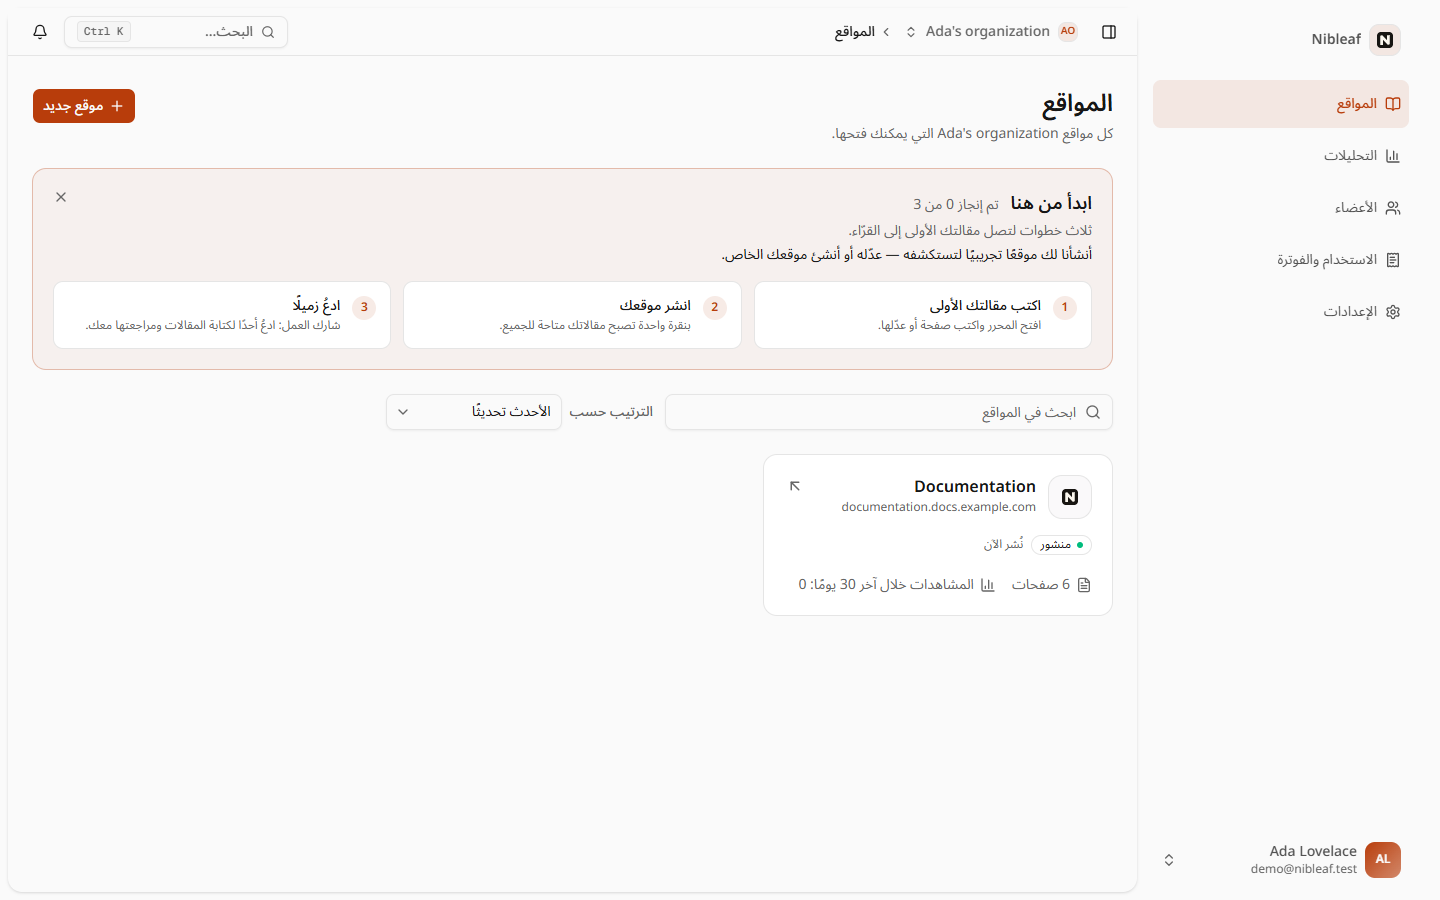 Nibleaf
المواقع
التحليلات
الأعضاء
الاستخدام والفوترة
الإعدادات
AL
Ada Lovelace
demo@nibleaf.test
AO Ada's organization
المواقع
البحث... Ctrl K
المواقع
كل مواقع Ada's organization التي يمكنك فتحها.
موقع جديد
ابدأ من هنا تم إنجاز 0 من 3
ثلاث خطوات لتصل مقالتك الأولى إلى القرّاء.
أنشأنا لك موقعًا تجريبيًا لتستكشفه — عدّله أو أنشئ موقعك الخاص.
1 اكتب مقالتك الأولى
افتح المحرر واكتب صفحة أو عدّلها.
2 انشر موقعك
بنقرة واحدة تصبح مقالاتك متاحة للجميع.
3 ادعُ زميلًا
شارك العمل: ادعُ أحدًا لكتابة المقالات ومراجعتها معك.
ابحث في المواقع
الترتيب حسب
الأحدث تحديثًا
Documentation
documentation.docs.example.com
منشور نُشر الآن
6 صفحات
المشاهدات خلال آخر 30 يومًا: 0